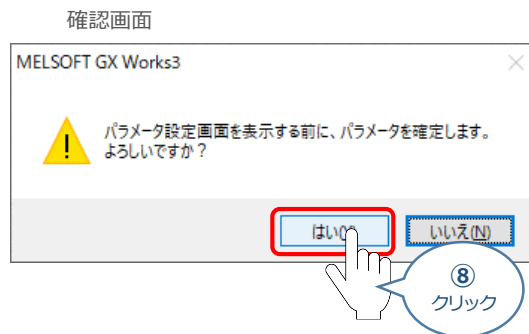 確認画面
MELSOFT GX Works3
パラメータ設定画面を表示する前に、パラメータを確定します。
よろしいですか？
はい いいえ(N)
⑧
クリック